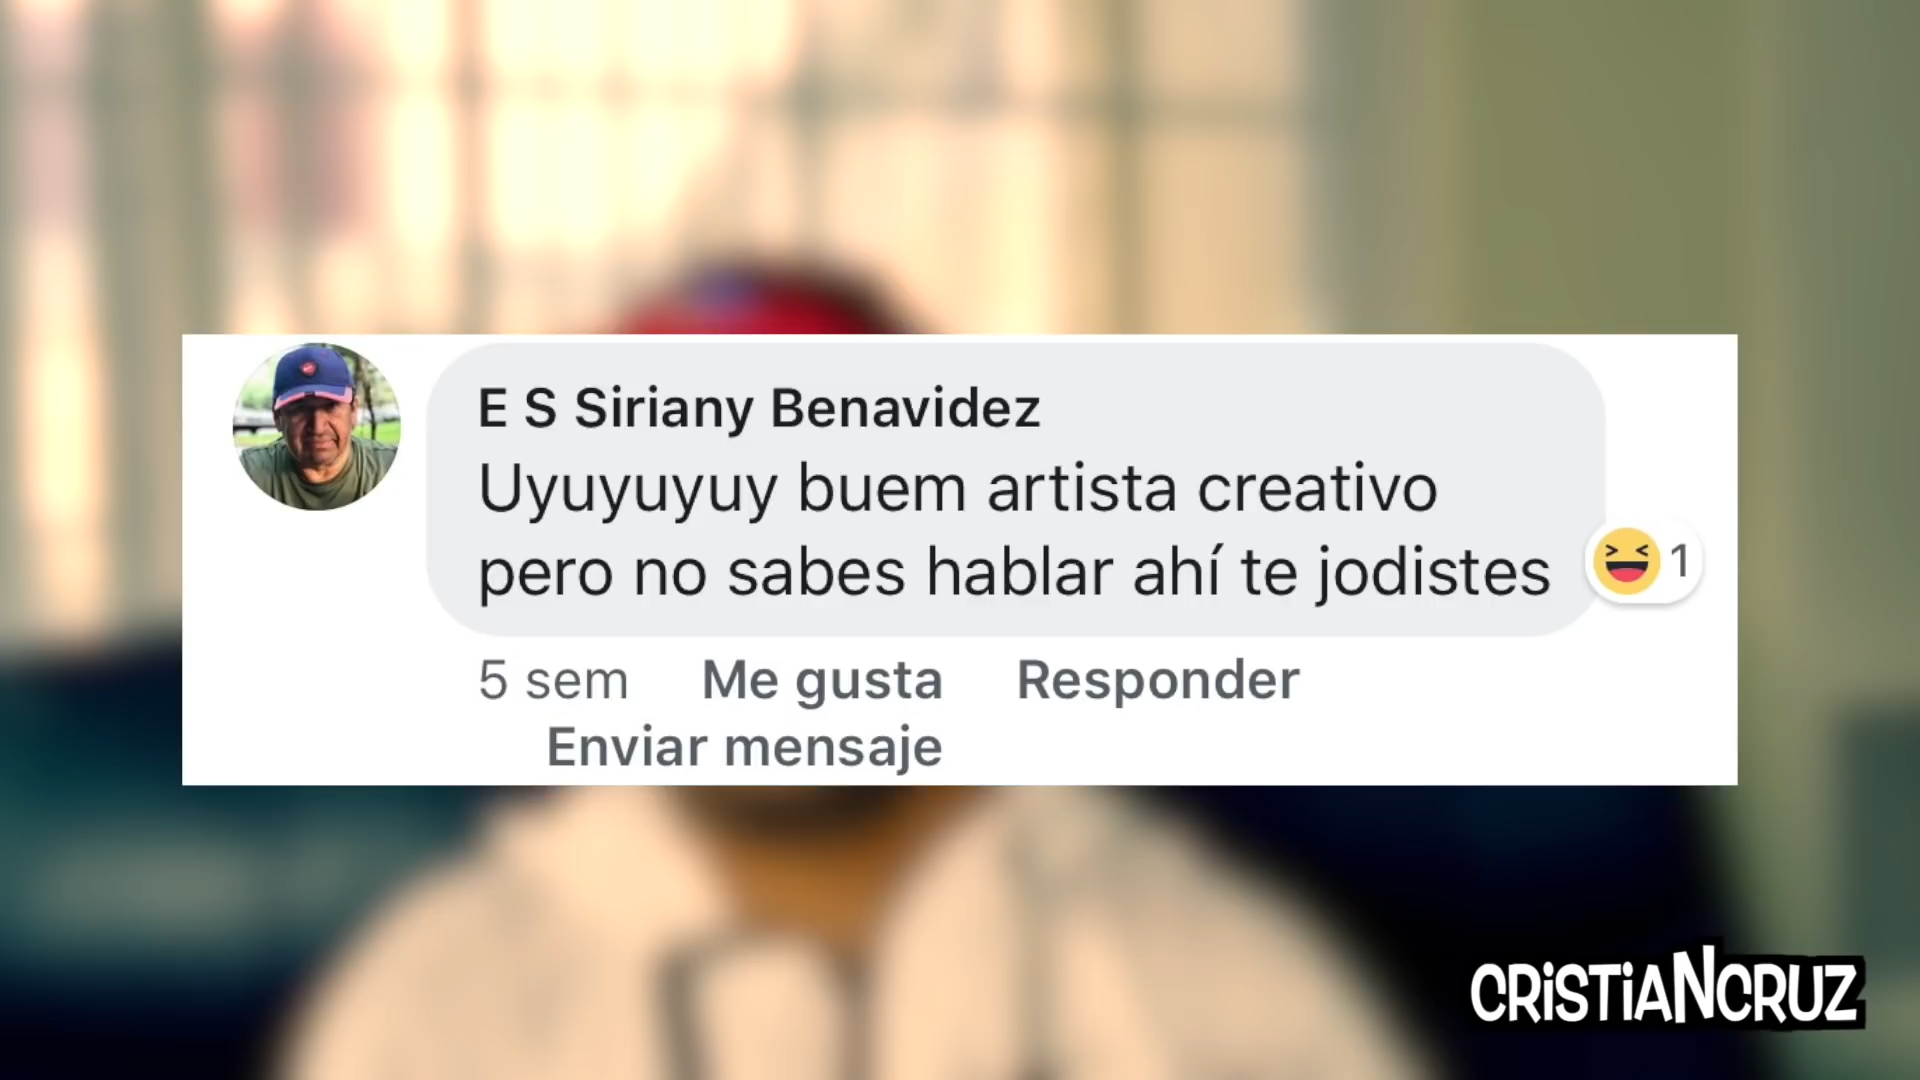 E S Siriany Benavidez
Uyuyuyuy buem artista creativo
pero no sabes hablar ahí te jodistes
1
5 sem Me gusta Responder
Enviar mensaje
CRiSTiANCRUZ